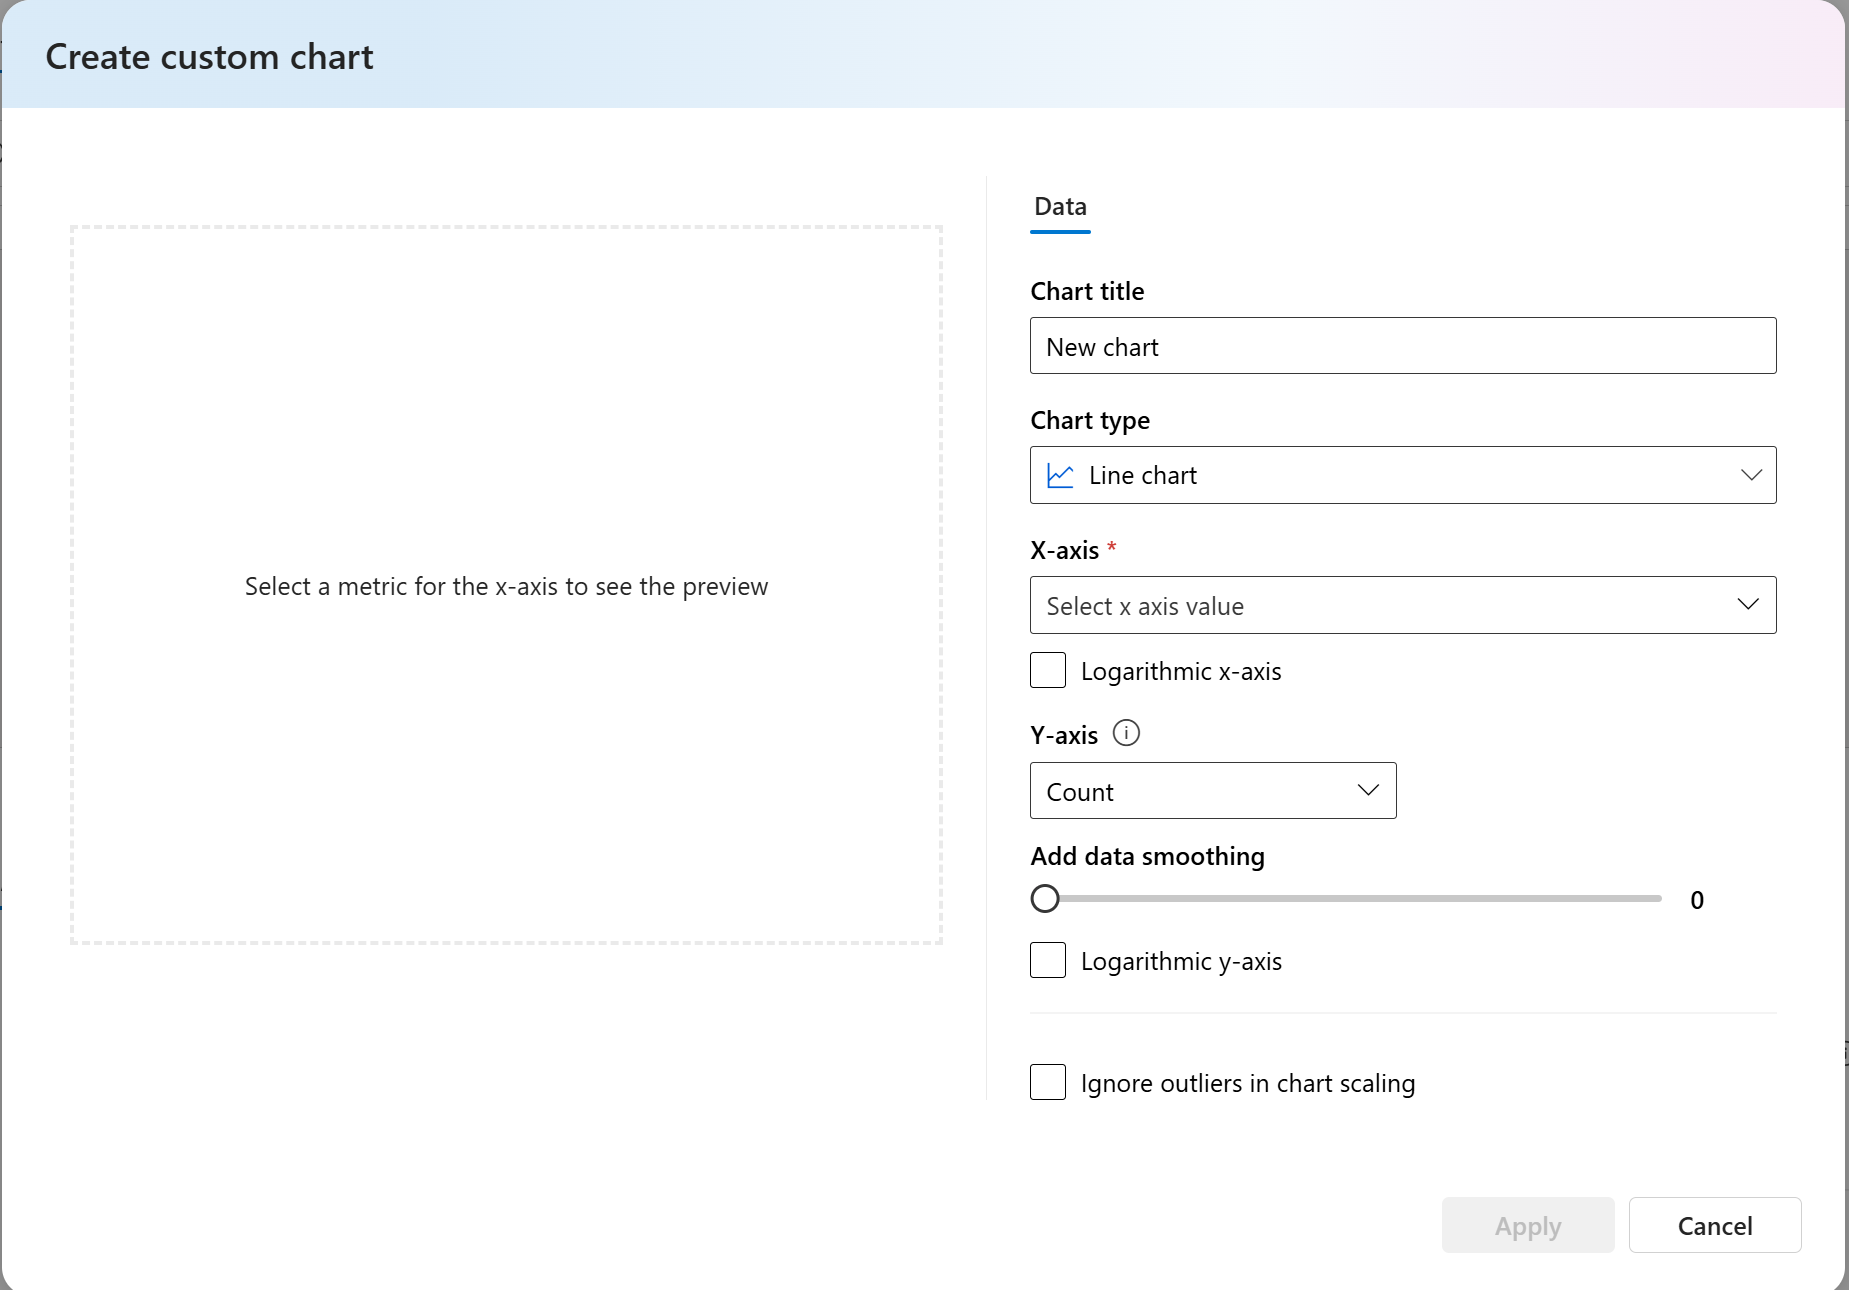 Create custom chart
Select a metric for the x-axis to see the preview
Data
Chart title
New chart
Chart type
Line chart
X-axis *
Select x axis value
Logarithmic x-axis
Y-axis
Count
Add data smoothing
0
Logarithmic y-axis
Ignore outliers in chart scaling
Apply
Cancel